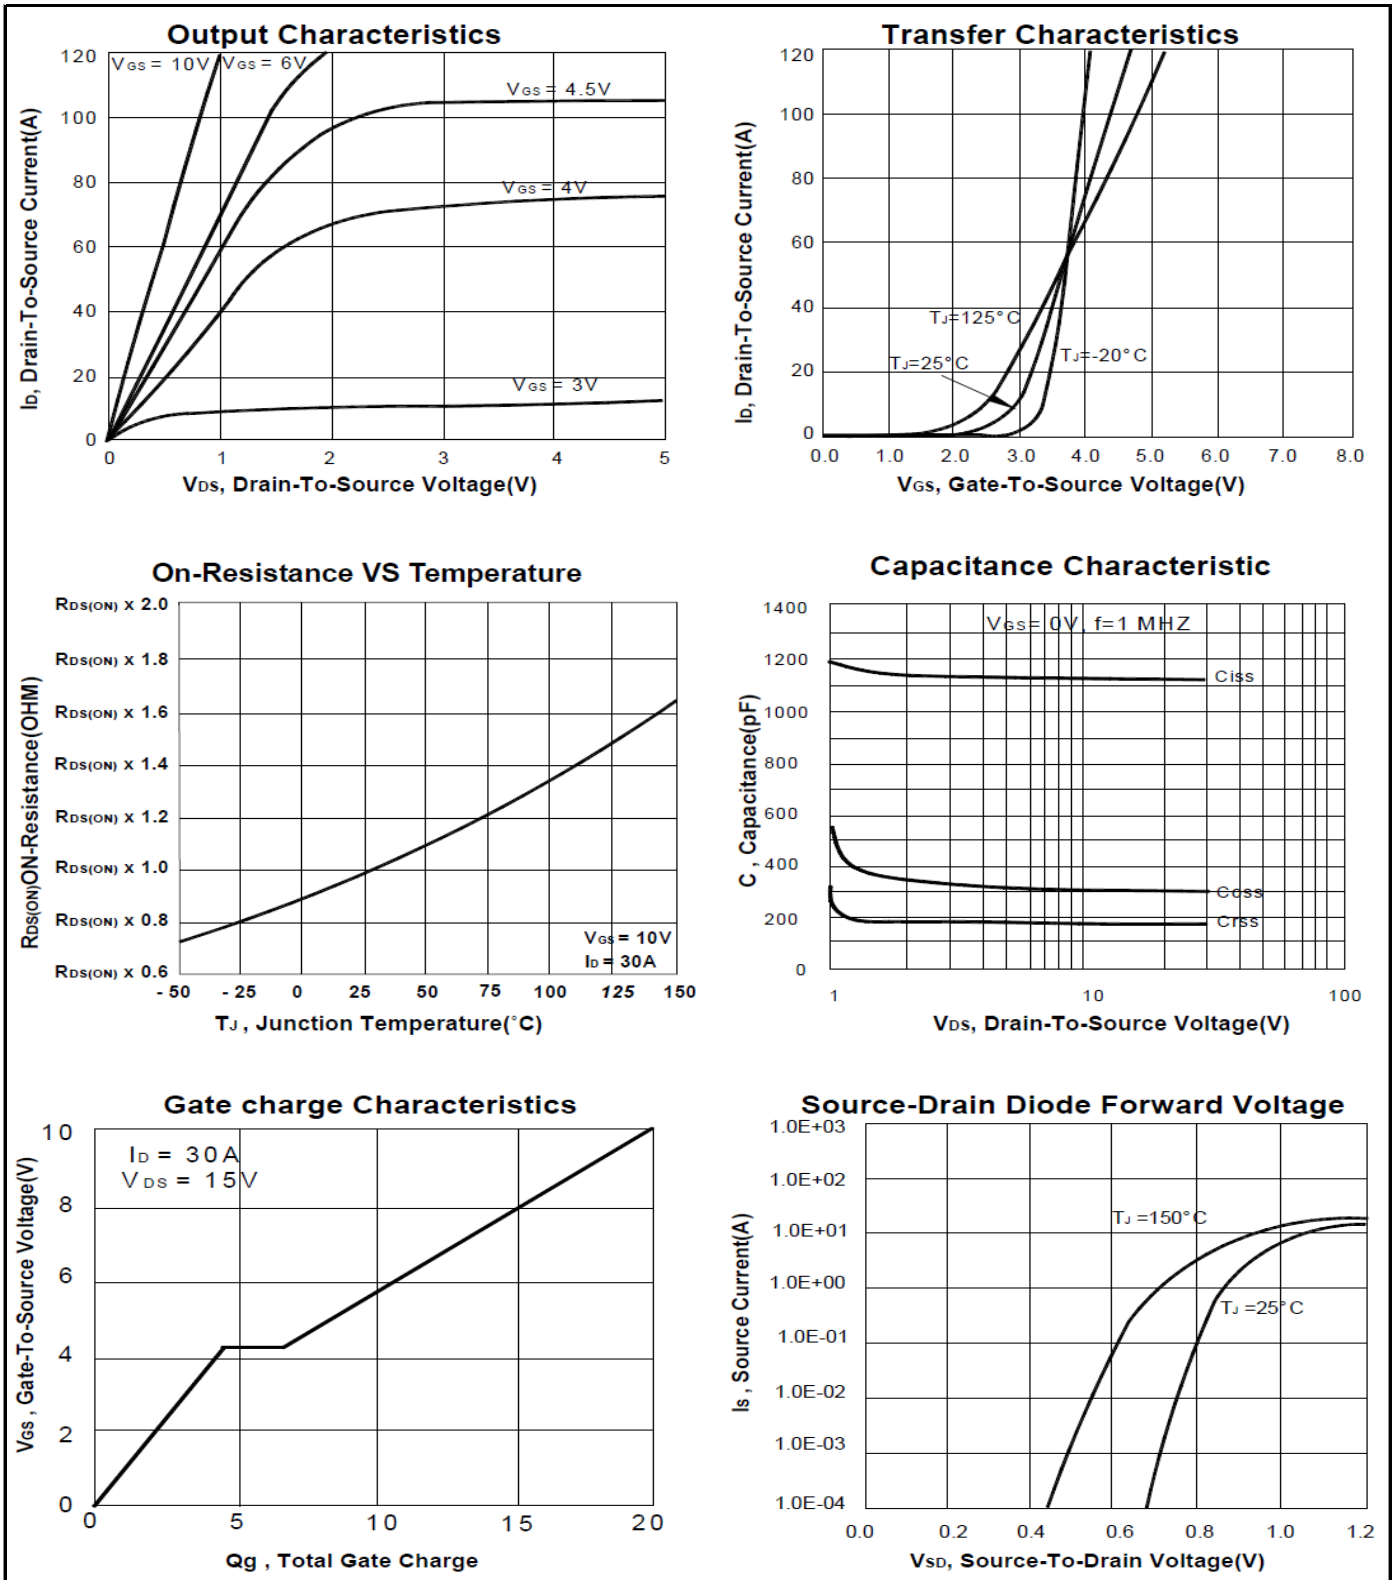 Output Characteristics
ID, Drain-To-Source Current(A)
120
100
80
60
40
20
0
VGS = 10V
VGS = 6V
VGS = 4.5V
VGS = 4V
VGS = 3V
0 1 2 3 4 5
VDS, Drain-To-Source Voltage(V)
Transfer Characteristics
ID, Drain-To-Source Current(A)
120
100
80
60
40
20
0
TJ=125°C
TJ=25°C
TJ=-20°C
0.0 1.0 2.0 3.0 4.0 5.0 6.0 7.0 8.0
VGS, Gate-To-Source Voltage(V)
On-Resistance VS Temperature
RDS(ON)ON-Resistance(OHM)
RDS(ON) X 2.0
RDS(ON) X 1.8
RDS(ON) X 1.6
RDS(ON) X 1.4
RDS(ON) X 1.2
RDS(ON) X 1.0
RDS(ON) X 0.8
RDS(ON) X 0.6
VGS = 10V
ID = 30A
- 50 - 25 0 25 50 75 100 125 150
TJ , Junction Temperature(°C)
Capacitance Characteristic
C , Capacitance(pF)
1400
1200
1000
800
600
400
200
0
VGS= 0V, f=1 MHZ
Ciss
Coss
Crss
1 10 100
VDS, Drain-To-Source Voltage(V)
Gate charge Characteristics
VGS , Gate-To-Source Voltage(V)
10
8
6
4
2
0
ID = 30A
VDS = 15V
0 5 10 15 20
Qg , Total Gate Charge
Source-Drain Diode Forward Voltage
IS , Source Current(A)
1.0E+03
1.0E+02
1.0E+01
1.0E+00
1.0E-01
1.0E-02
1.0E-03
1.0E-04
TJ =150°C
TJ =25°C
0.0 0.2 0.4 0.6 0.8 1.0 1.2
VSD, Source-To-Drain Voltage(V)